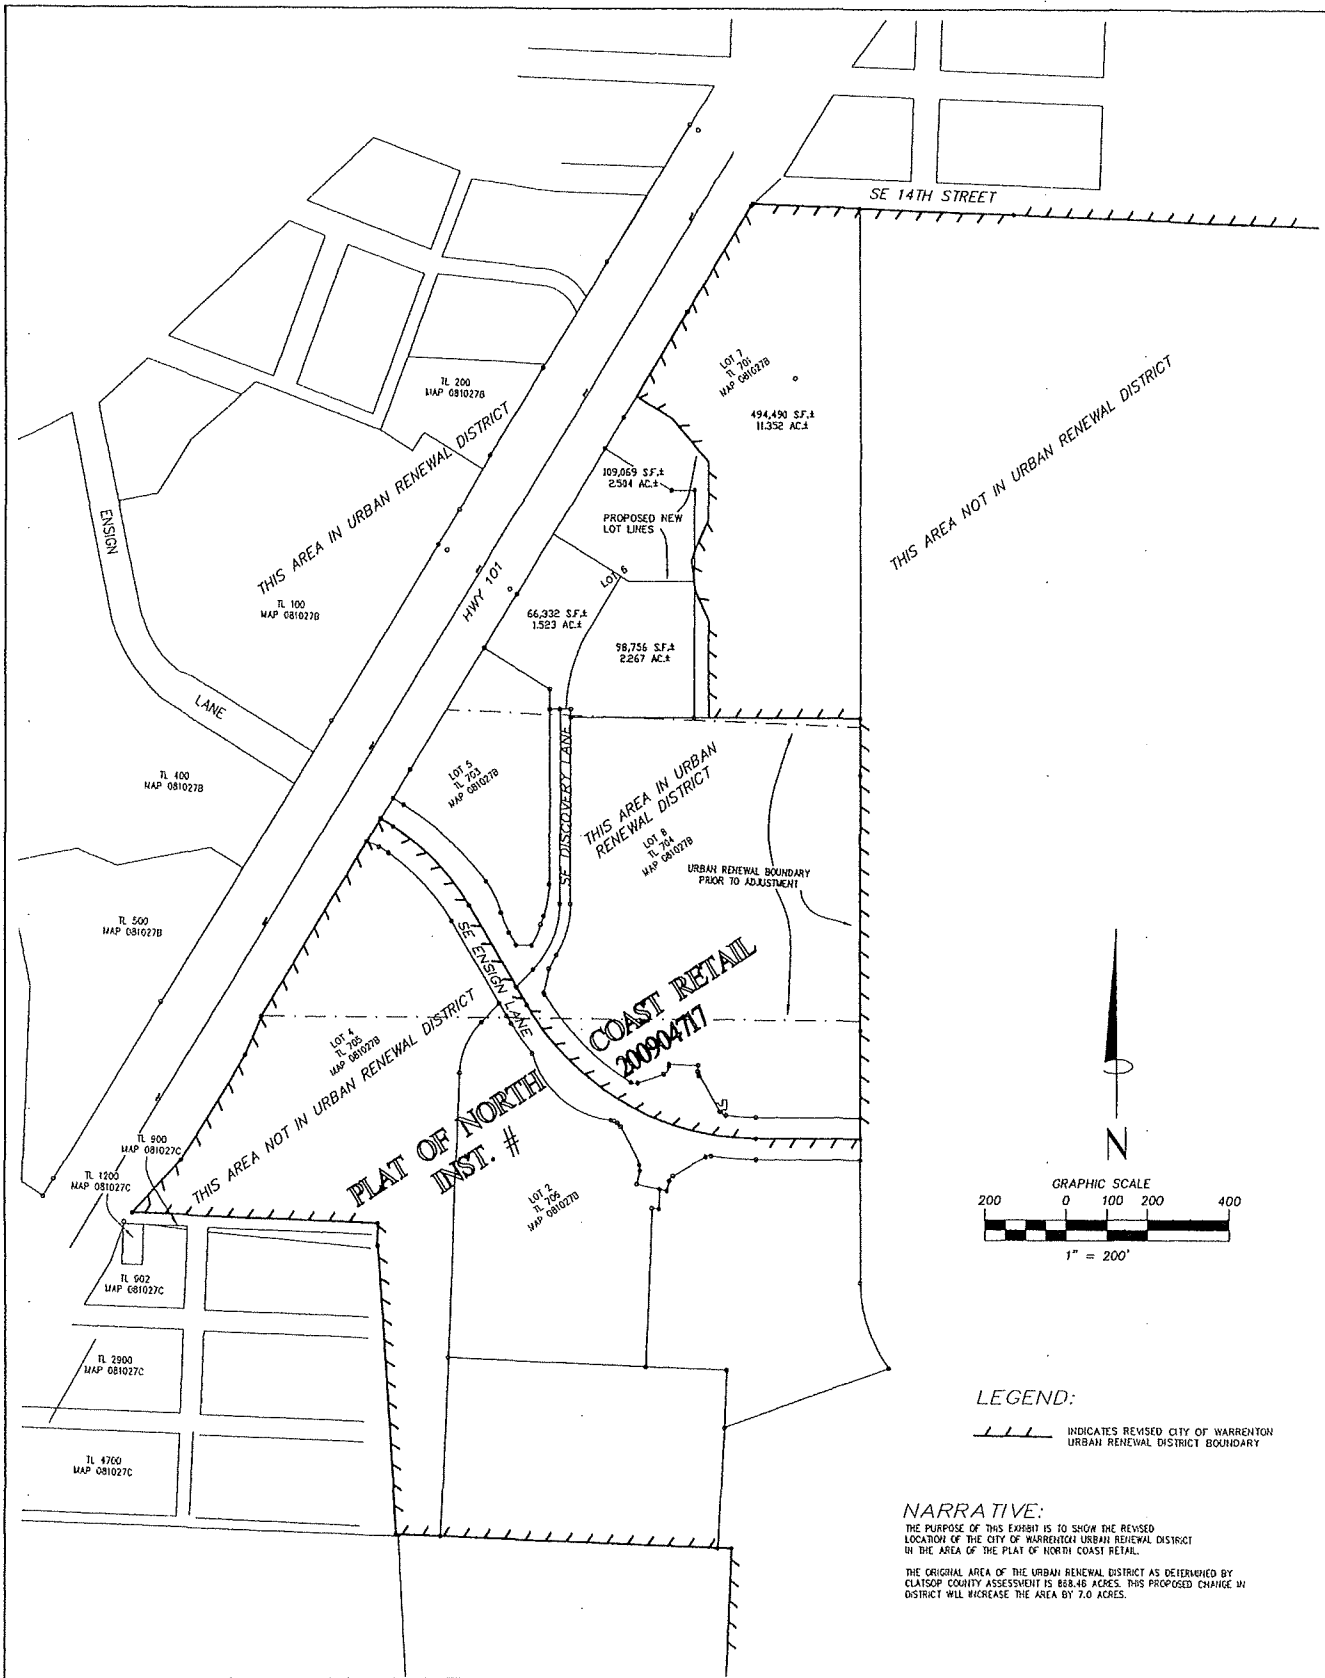 SE 14TH STREET
LOT 7
TL 701
MAP 081027B
494,490 S.F.±
11.352 AC.±
TL 200
MAP 081027B
THIS AREA IN URBAN RENEWAL DISTRICT
THIS AREA NOT IN URBAN RENEWAL DISTRICT
109,069 S.F.±
2.504 AC.±
PROPOSED NEW
LOT LINES
ENSIGN
LANE
HWY 101
LOT 6
TL 100
MAP 081027B
66,332 S.F.±
1.523 AC.±
98,756 S.F.±
2.267 AC.±
TL 400
MAP 081027B
LOT 5
TL 703
MAP 081027B
SE DISCOVERY LANE
THIS AREA IN URBAN
RENEWAL DISTRICT
LOT 8
TL 704
MAP 081027B
URBAN RENEWAL BOUNDARY
PRIOR TO ADJUSTMENT
TL 500
MAP 081027B
SE ENSIGN LANE
LOT 4
TL 705
MAP 081027B
THIS AREA NOT IN URBAN RENEWAL DISTRICT
PLAT OF NORTH COAST RETAIL
INST. # 200904717
TL 900
MAP 081027C
TL 1200
MAP 081027C
LOT 2
TL 706
MAP 081027B
TL 902
MAP 081027C
TL 2900
MAP 081027C
TL 4700
MAP 081027C
N
GRAPHIC SCALE
200 0 100 200 400
1" = 200'
LEGEND:
INDICATES REVISED CITY OF WARRENTON
URBAN RENEWAL DISTRICT BOUNDARY
NARRATIVE:
THE PURPOSE OF THIS EXHIBIT IS TO SHOW THE REVISED
LOCATION OF THE CITY OF WARRENTON URBAN RENEWAL DISTRICT
IN THE AREA OF THE PLAT OF NORTH COAST RETAIL.
THE ORIGINAL AREA OF THE URBAN RENEWAL DISTRICT AS DETERMINED BY
CLATSOP COUNTY ASSESSMENT IS 868.46 ACRES. THIS PROPOSED CHANGE IN
DISTRICT WILL INCREASE THE AREA BY 7.0 ACRES.